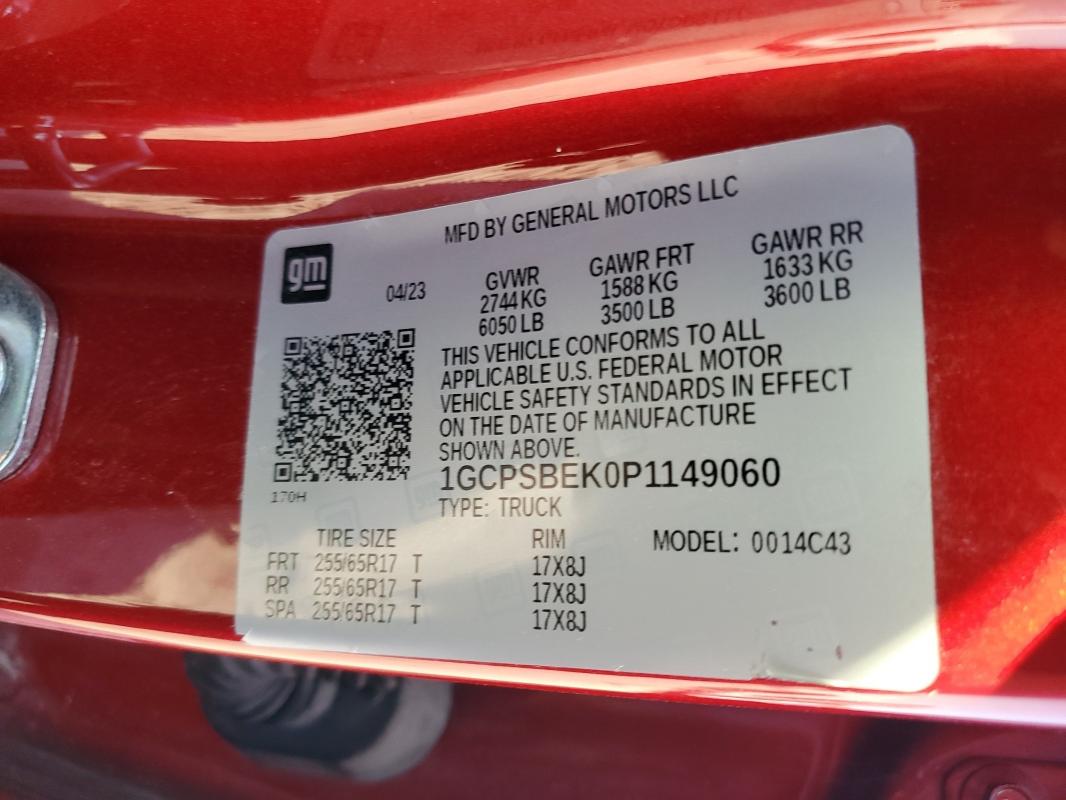 MFD BY GENERAL MOTORS LLC
gm
04/23
GVWR
2744 KG
6050 LB
GAWR FRT
1588 KG
3500 LB
GAWR RR
1633 KG
3600 LB
THIS VEHICLE CONFORMS TO ALL
APPLICABLE U.S. FEDERAL MOTOR
VEHICLE SAFETY STANDARDS IN EFFECT
ON THE DATE OF MANUFACTURE
SHOWN ABOVE.
170H
1GCPSBEK0P1149060
TYPE: TRUCK
TIRE SIZE RIM MODEL: 0014C43
FRT 255/65R17 T 17X8J
RR 255/65R17 T 17X8J
SPA 255/65R17 T 17X8J